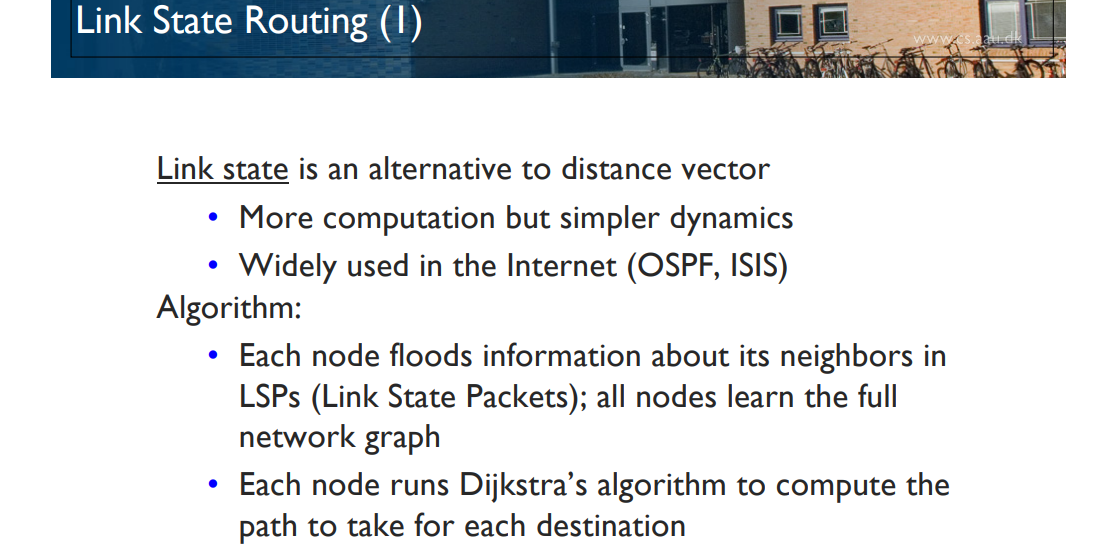 Link State Routing (1)
www.cs.aau.dk
Link state is an alternative to distance vector
• More computation but simpler dynamics
• Widely used in the Internet (OSPF, ISIS)
Algorithm:
• Each node floods information about its neighbors in
LSPs (Link State Packets); all nodes learn the full
network graph
• Each node runs Dijkstra’s algorithm to compute the
path to take for each destination